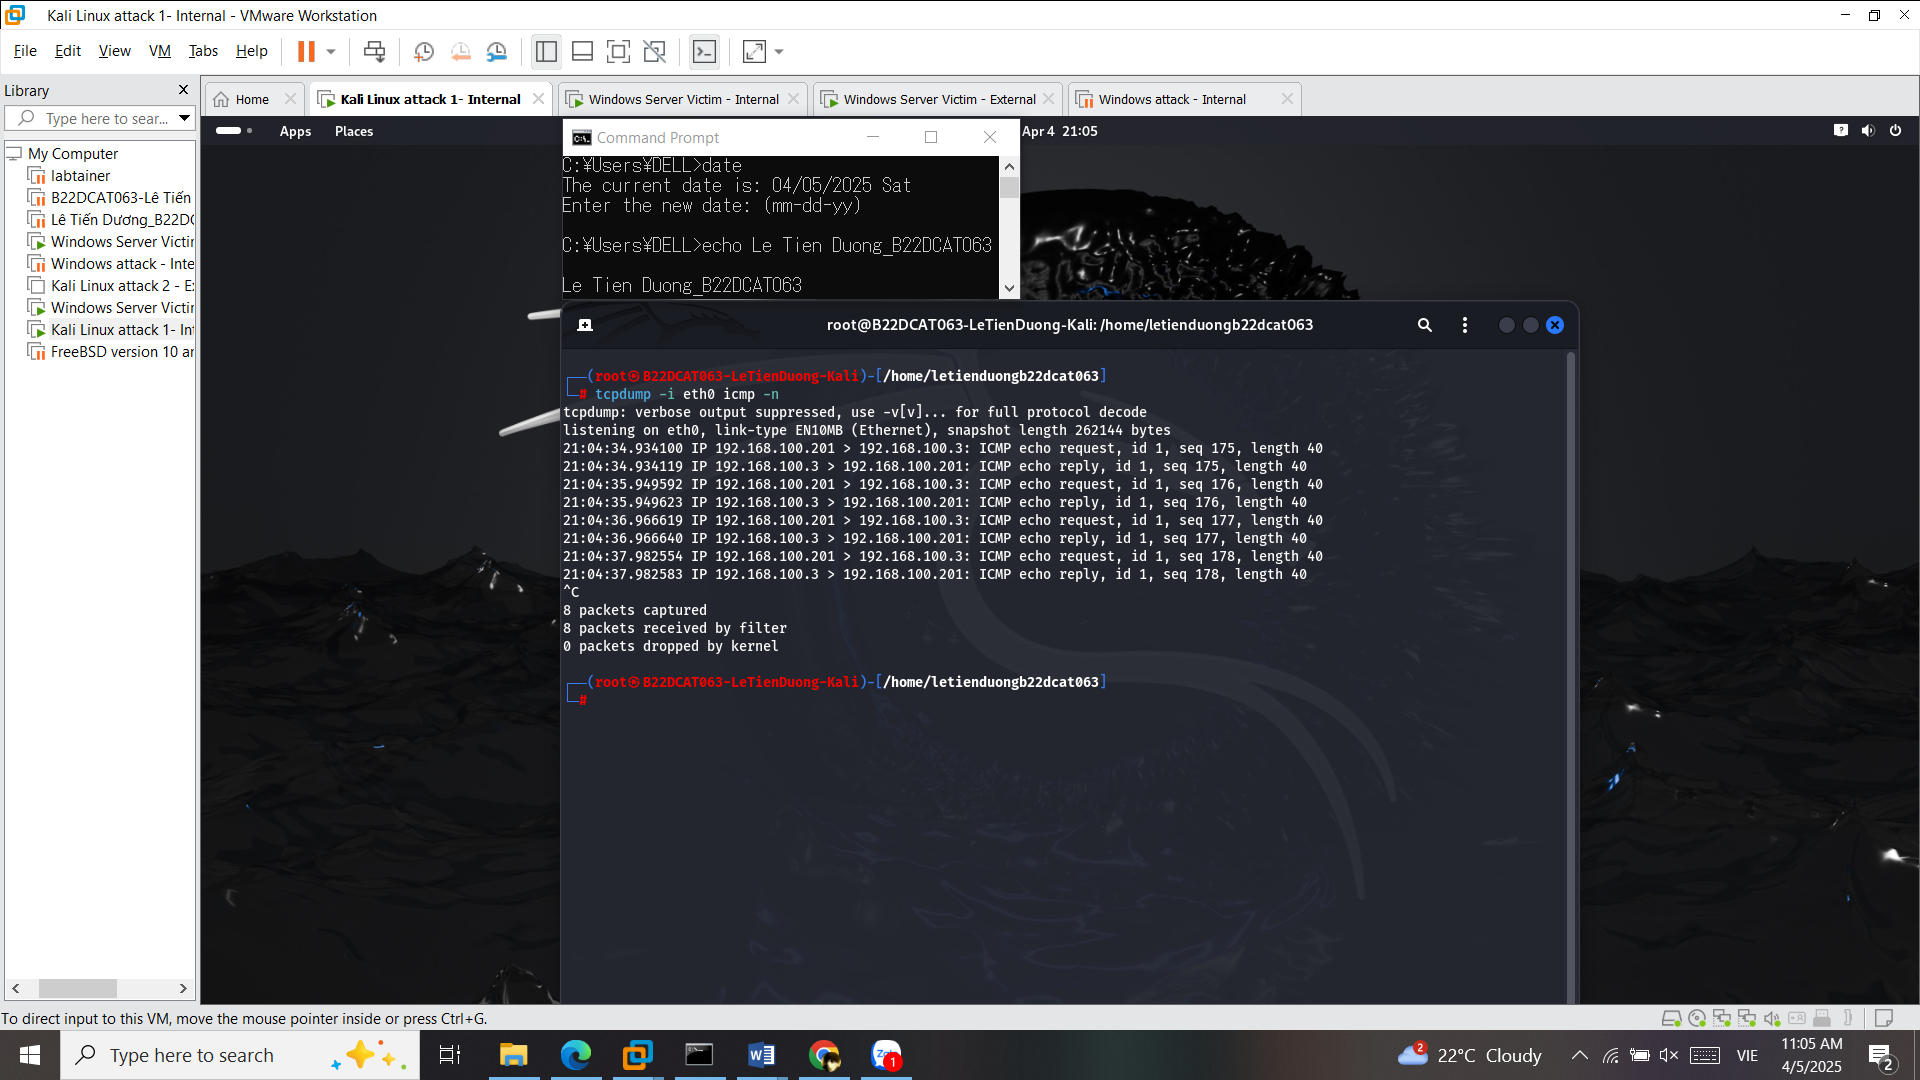 Kali Linux attack 1- Internal - VMware Workstation
File Edit View VM Tabs Help
Library
Type here to sear...
My Computer
labtainer
B22DCAT063-Lê Tiến
Lê Tiến Dương_B22DC
Windows Server Victir
Windows attack - Inte
Kali Linux attack 2 - E
Windows Server Victir
Kali Linux attack 1- Int
FreeBSD version 10 ar
Home
Kali Linux attack 1- Internal
Windows Server Victim - Internal
Windows Server Victim - External
Windows attack - Internal
Apps Places
Apr 4 21:05
Command Prompt
C:¥Users¥DELL>date
The current date is: 04/05/2025 Sat
Enter the new date: (mm-dd-yy)
C:¥Users¥DELL>echo Le Tien Duong_B22DCAT063
Le Tien Duong_B22DCAT063
root@B22DCAT063-LeTienDuong-Kali: /home/letienduongb22dcat063
┌──(root㉿B22DCAT063-LeTienDuong-Kali)-[/home/letienduongb22dcat063]
└─# tcpdump -i eth0 icmp -n
tcpdump: verbose output suppressed, use -v[v]... for full protocol decode
listening on eth0, link-type EN10MB (Ethernet), snapshot length 262144 bytes
21:04:34.934100 IP 192.168.100.201 > 192.168.100.3: ICMP echo request, id 1, seq 175, length 40
21:04:34.934119 IP 192.168.100.3 > 192.168.100.201: ICMP echo reply, id 1, seq 175, length 40
21:04:35.949592 IP 192.168.100.201 > 192.168.100.3: ICMP echo request, id 1, seq 176, length 40
21:04:35.949623 IP 192.168.100.3 > 192.168.100.201: ICMP echo reply, id 1, seq 176, length 40
21:04:36.966619 IP 192.168.100.201 > 192.168.100.3: ICMP echo request, id 1, seq 177, length 40
21:04:36.966640 IP 192.168.100.3 > 192.168.100.201: ICMP echo reply, id 1, seq 177, length 40
21:04:37.982554 IP 192.168.100.201 > 192.168.100.3: ICMP echo request, id 1, seq 178, length 40
21:04:37.982583 IP 192.168.100.3 > 192.168.100.201: ICMP echo reply, id 1, seq 178, length 40
^C
8 packets captured
8 packets received by filter
0 packets dropped by kernel
┌──(root㉿B22DCAT063-LeTienDuong-Kali)-[/home/letienduongb22dcat063]
└─#
To direct input to this VM, move the mouse pointer inside or press Ctrl+G.
Type here to search
1
2
22°C Cloudy
VIE
11:05 AM
4/5/2025
2